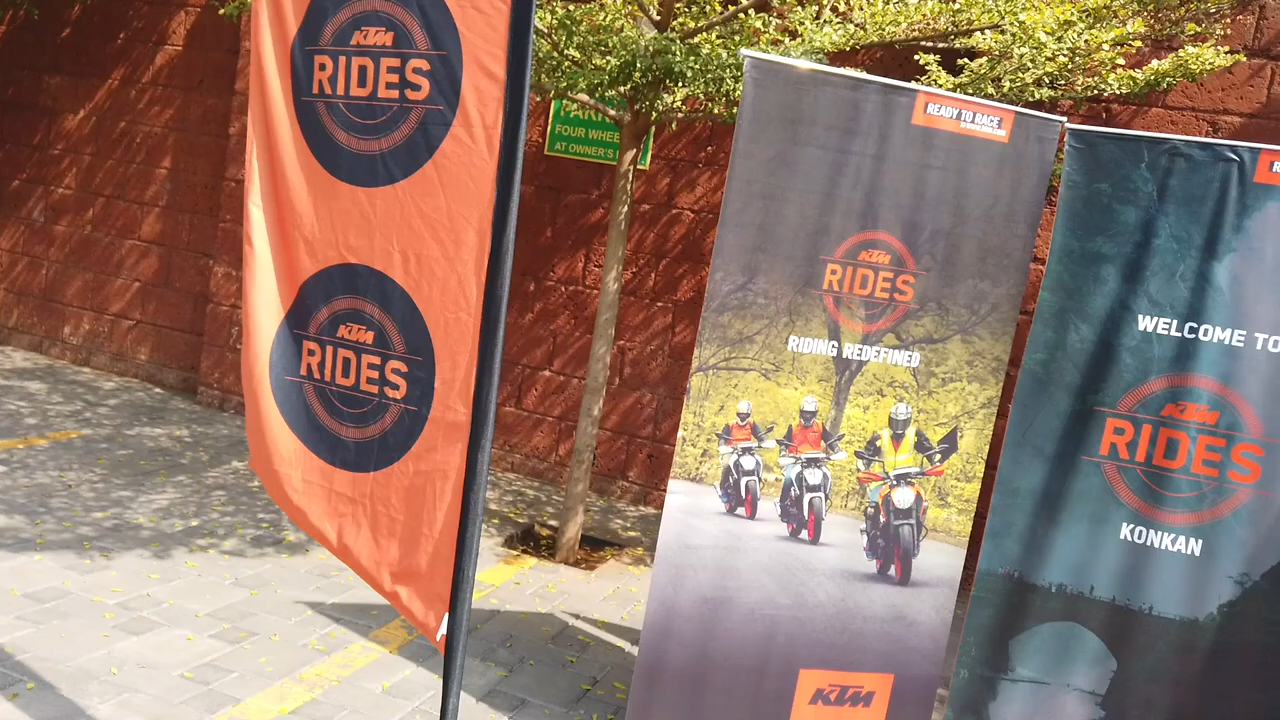 KTM
RIDES
KTM
RIDES
FOUR WHEE
AT OWNER'S
READY TO RACE
KTM
RIDES
RIDING REDEFINED
KTM
WELCOME TO
KTM
RIDES
KONKAN